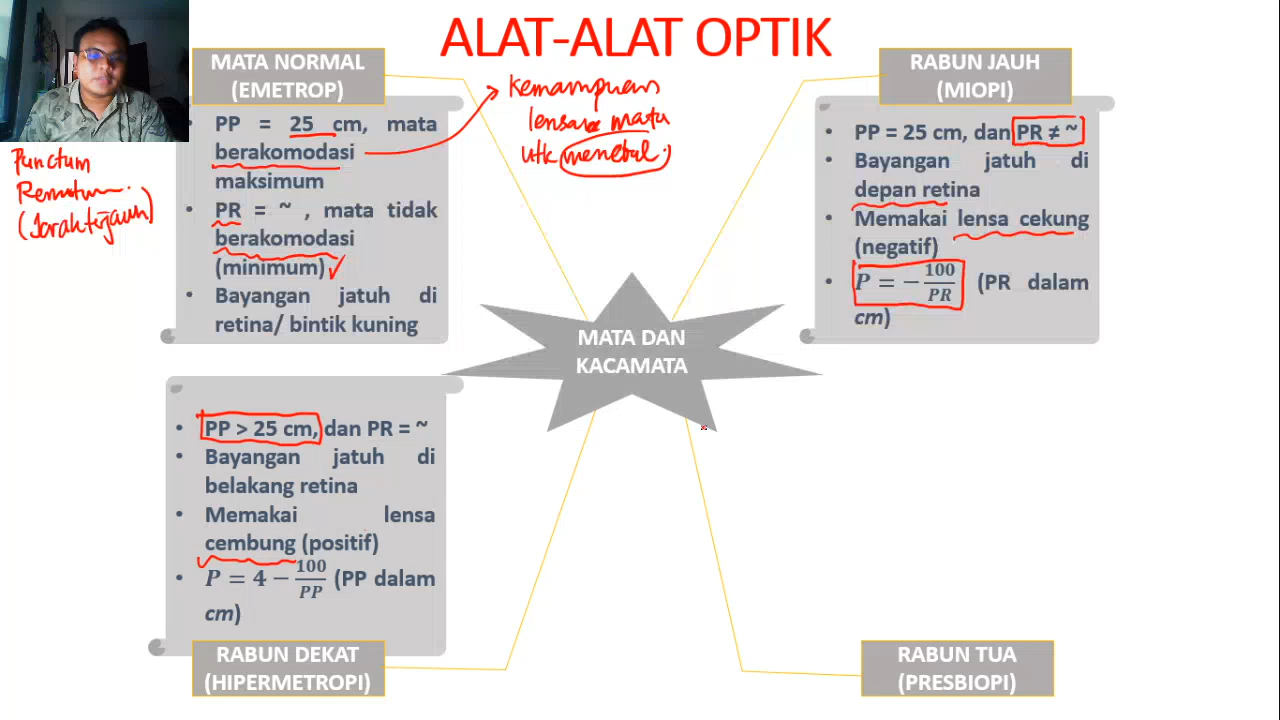 ALAT-ALAT OPTIK
MATA NORMAL
(EMETROP)
PP = 25 cm, mata
berakomodasi
maksimum
PR = ~ , mata tidak
berakomodasi
(minimum)
Bayangan jatuh di
retina/ bintik kuning
Punctum
Remotum
(Jarak terjauh)
Kemampuan
lensa mata
utk menebal.
RABUN JAUH
(MIOPI)
PP = 25 cm, dan PR ≠ ~
Bayangan jatuh di
depan retina
Memakai lensa cekung
(negatif)
P = − 100/PR (PR dalam
cm)
MATA DAN
KACAMATA
PP > 25 cm, dan PR = ~
Bayangan jatuh di
belakang retina
Memakai lensa
cembung (positif)
P = 4 − 100/PP (PP dalam
cm)
RABUN DEKAT
(HIPERMETROPI)
RABUN TUA
(PRESBIOPI)